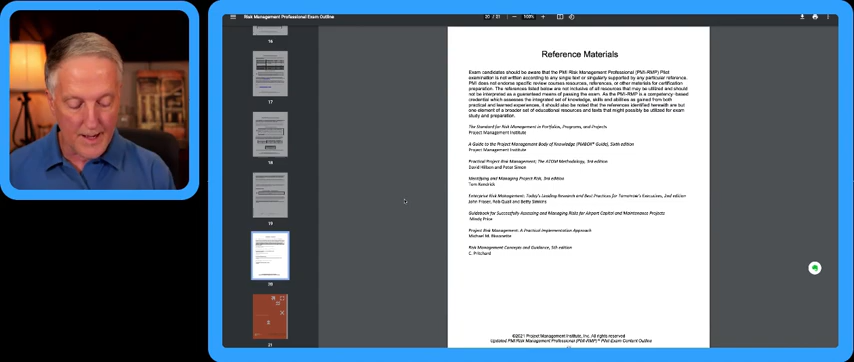 Risk Management Professional Exam Outline
20 / 21
100%
16
17
18
19
20
21
Reference Materials
Exam candidates should be aware that the PMI Risk Management Professional (PMI-RMP) Pilot
examination is not written according to any single text or singularly supported by any particular reference.
PMI does not endorse specific review courses, resources, references, or other materials for certification
preparation. The references listed below are not inclusive of all resources that may be utilized and should
not be interpreted as a guaranteed means of passing the exam. As the PMI-RMP is a competency-based
credential which assesses the integrated set of knowledge, skills and abilities as gained from both
practical and learned experiences, it should also be noted that the references identified herewith are but
one element of a broader set of educational resources and texts that might possibly be utilized for exam
study and preparation.
The Standard for Risk Management in Portfolios, Programs, and Projects
Project Management Institute
A Guide to the Project Management Body of Knowledge (PMBOK® Guide), Sixth edition
Project Management Institute
Practical Project Risk Management: The ATOM Methodology, 3rd edition
David Hillson and Peter Simon
Identifying and Managing Project Risk, 3rd edition
Tom Kendrick
Enterprise Risk Management: Today's Leading Research and Best Practices for Tomorrow's Executives, 2nd edition
John Fraser, Rob Quail and Betty Simkins
Guidebook for Successfully Assessing and Managing Risks for Airport Capital and Maintenance Projects
Mindy Price
Project Risk Management: A Practical Implementation Approach
Michael M. Bissonette
Risk Management Concepts and Guidance, 5th edition
C. Pritchard
©2021 Project Management Institute, Inc. All rights reserved
Updated PMI Risk Management Professional (PMI-RMP)® Pilot Exam Content Outline